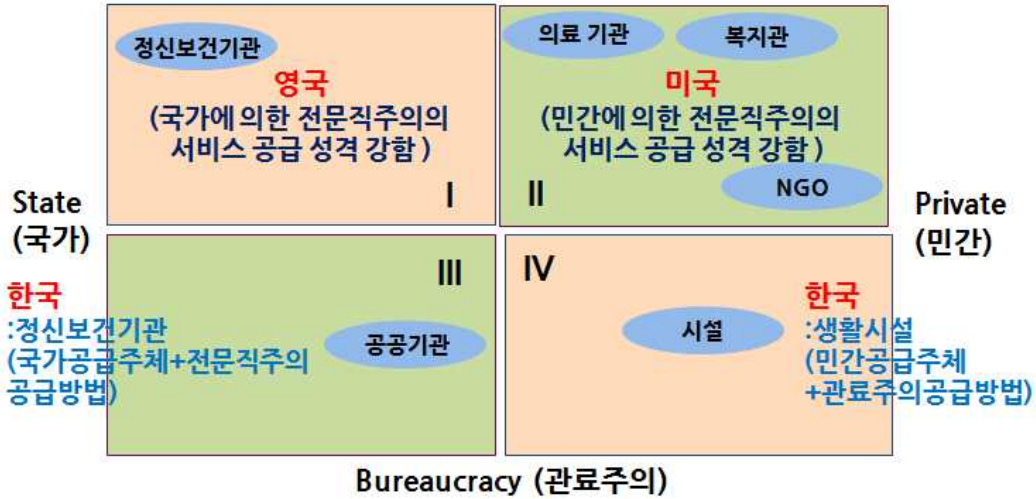 정신보건기관
영국
(국가에 의한 전문직주의의
서비스 공급 성격 강함 )
I
의료 기관
복지관
미국
(민간에 의한 전문직주의의
서비스 공급 성격 강함 )
NGO
II
State
(국가)
Private
(민간)
III
한국
:정신보건기관
(국가공급주체+전문직주의
공급방법)
공공기관
IV
시설
한국
:생활시설
(민간공급주체
+관료주의공급방법)
Bureaucracy (관료주의)